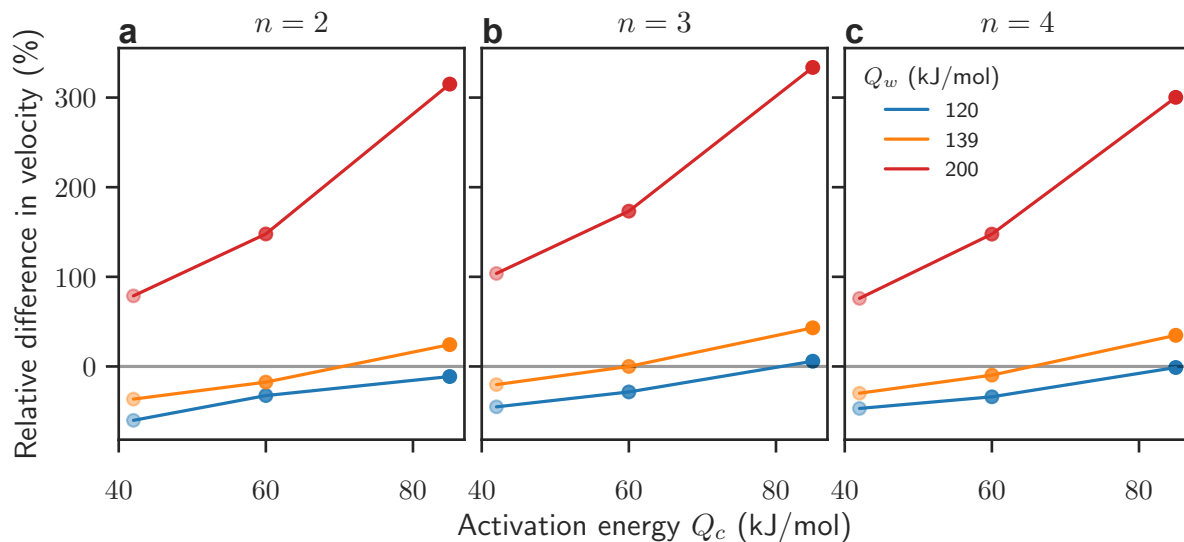 a n = 2 b n = 3 c n = 4
Relative difference in velocity (%)
300
200
100
0
Q_w (kJ/mol)
120
139
200
40 60 80 40 60 80 40 60 80
Activation energy Q_c (kJ/mol)